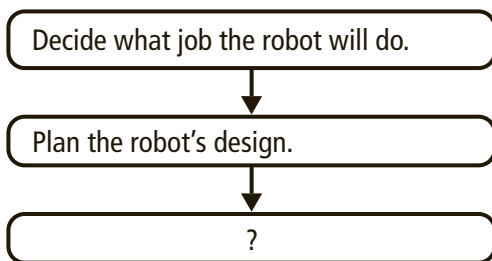 Decide what job the robot will do.
Plan the robot’s design.
?